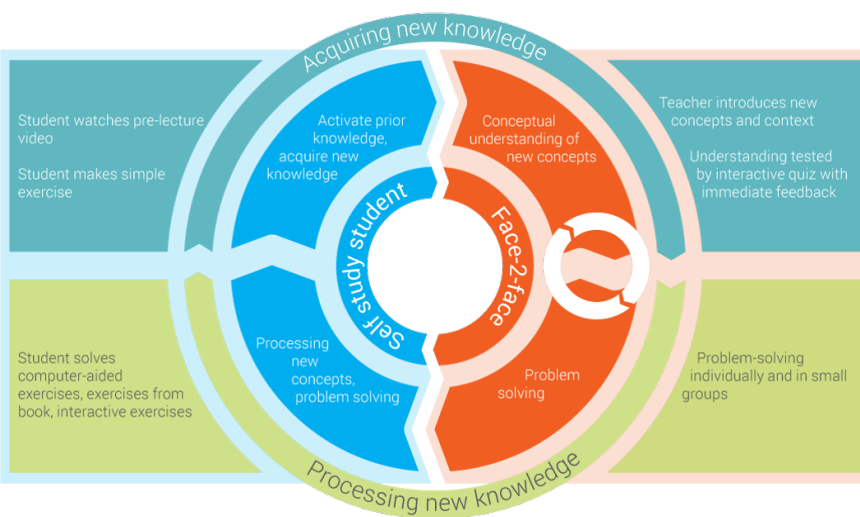 Acquiring new knowledge
Student watches pre-lecture
video
Student makes simple
exercise
Activate prior
knowledge,
acquire new
knowledge
Conceptual
understanding of
new concepts
Teacher introduces new
concepts and context
Understanding tested
by interactive quiz with
immediate feedback
Self study student
Face-2-face
Student solves
computer-aided
exercises, exercises from
book, interactive exercises
Processing
new
concepts,
problem solving
Problem
solving
Problem-solving
individually and in small
groups
Processing new knowledge